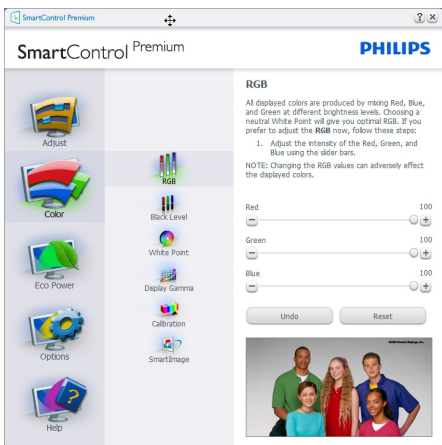 SmartControl Premium
? x
SmartControl Premium
PHILIPS
Adjust
Color
Eco Power
Options
Help
RGB
Black Level
White Point
Display Gamma
Calibration
SmartImage
RGB
All displayed colors are produced by mixing Red, Blue,
and Green at different brightness levels. Choosing a
neutral White Point will give you optimal RGB. If you
prefer to adjust the RGB now, follow these steps:
1. Adjust the intensity of the Red, Green, and
Blue using the slider bars.
NOTE: Changing the RGB values can adversely effect
the displayed colors.
Red 100
Green 100
Blue 100
Undo Reset